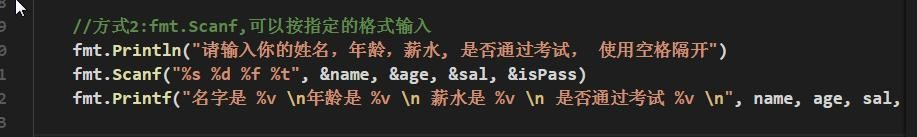 //方式2:fmt.Scanf,可以按指定的格式输入
fmt.Println("请输入你的姓名，年龄，薪水, 是否通过考试， 使用空格隔开")
fmt.Scanf("%s %d %f %t", &name, &age, &sal, &isPass)
fmt.Printf("名字是 %v \n年龄是 %v \n 薪水是 %v \n 是否通过考试 %v \n", name, age, sal,